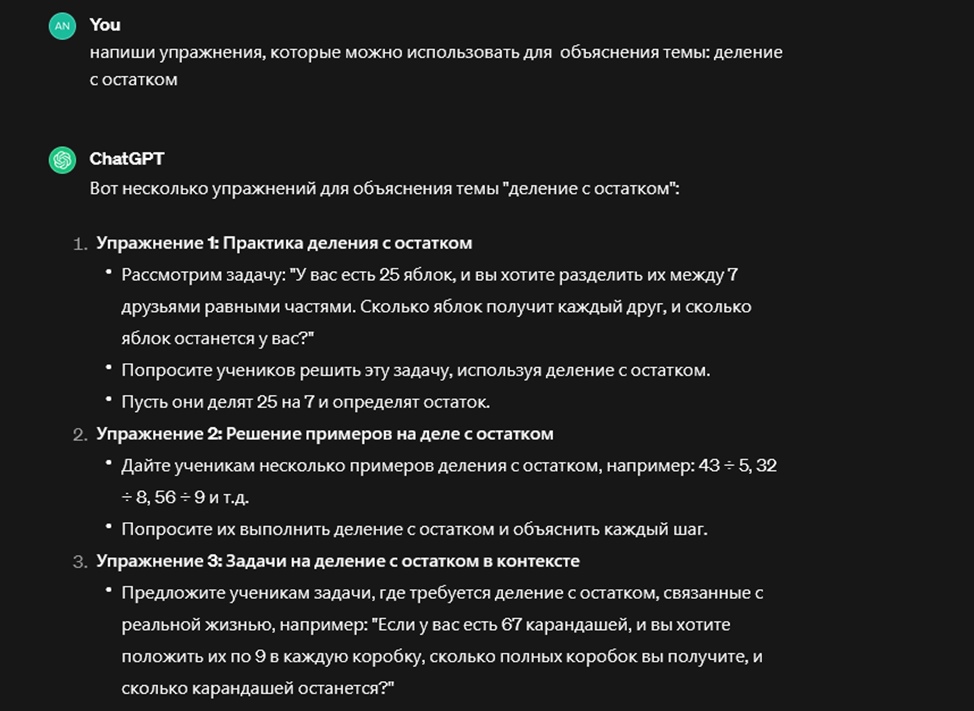 AN You
напиши упражнения, которые можно использовать для объяснения темы: деление
с остатком
ChatGPT
Вот несколько упражнений для объяснения темы "деление с остатком":
1. Упражнение 1: Практика деления с остатком
• Рассмотрим задачу: "У вас есть 25 яблок, и вы хотите разделить их между 7
друзьями равными частями. Сколько яблок получит каждый друг, и сколько
яблок останется у вас?"
• Попросите учеников решить эту задачу, используя деление с остатком.
• Пусть они делят 25 на 7 и определят остаток.
2. Упражнение 2: Решение примеров на деле с остатком
• Дайте ученикам несколько примеров деления с остатком, например: 43 ÷ 5, 32
÷ 8, 56 ÷ 9 и т.д.
• Попросите их выполнить деление с остатком и объяснить каждый шаг.
3. Упражнение 3: Задачи на деление с остатком в контексте
• Предложите ученикам задачи, где требуется деление с остатком, связанные с
реальной жизнью, например: "Если у вас есть 67 карандашей, и вы хотите
положить их по 9 в каждую коробку, сколько полных коробок вы получите, и
сколько карандашей останется?"